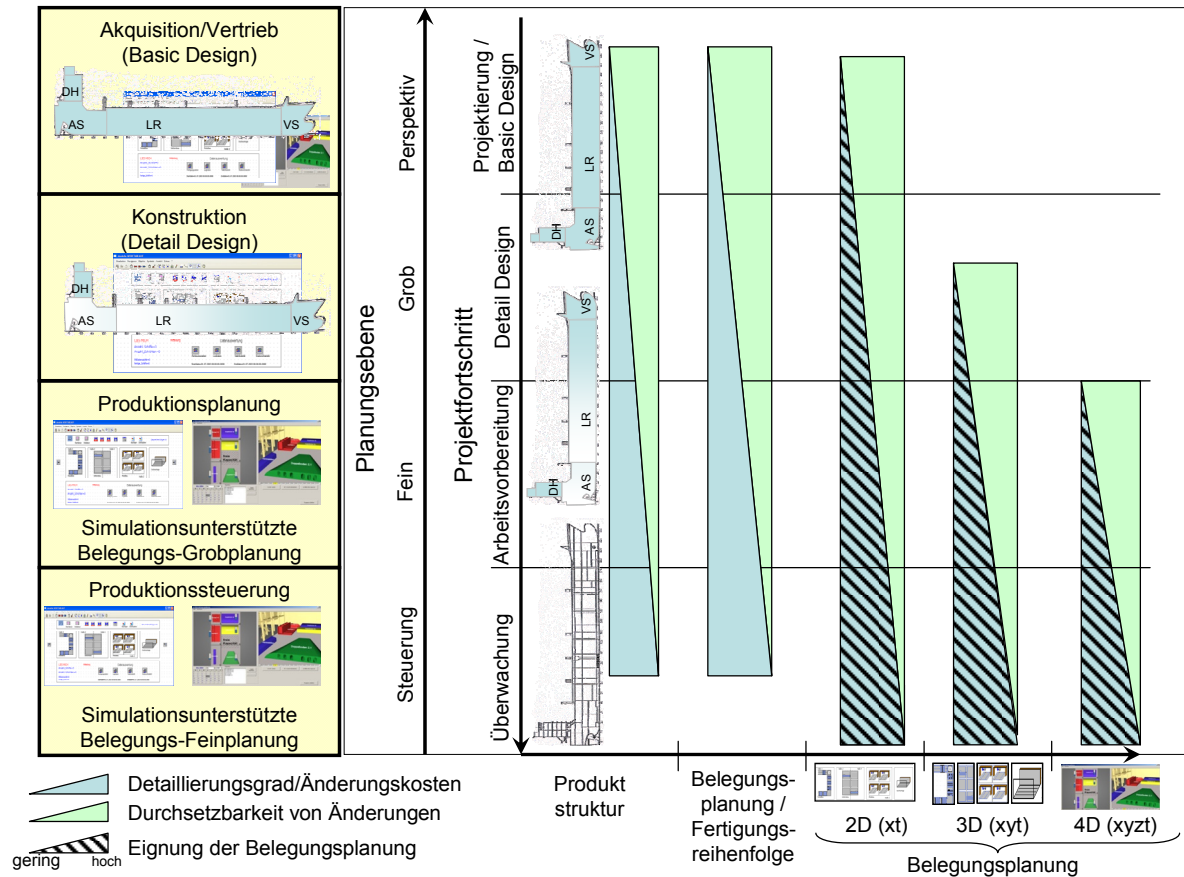 Akquisition/Vertrieb
(Basic Design)
DH
AS
LR
VS
Konstruktion
(Detail Design)
DH
AS
LR
VS
Produktionsplanung
Simulationsunterstützte
Belegungs-Grobplanung
Produktionssteuerung
Simulationsunterstützte
Belegungs-Feinplanung
Planungsebene
Perspektiv
Grob
Fein
Steuerung
Projektfortschritt
Projektierung /
Basic Design
Detail Design
Arbeitsvorbereitung
Überwachung
VS
LR
AS
DH
VS
LR
AS
DH
Produkt
struktur
Belegungs-
planung /
Fertigungs-
reihenfolge
2D (xt)
3D (xyt)
4D (xyzt)
Belegungsplanung
Detaillierungsgrad/Änderungskosten
Durchsetzbarkeit von Änderungen
Eignung der Belegungsplanung
gering
hoch